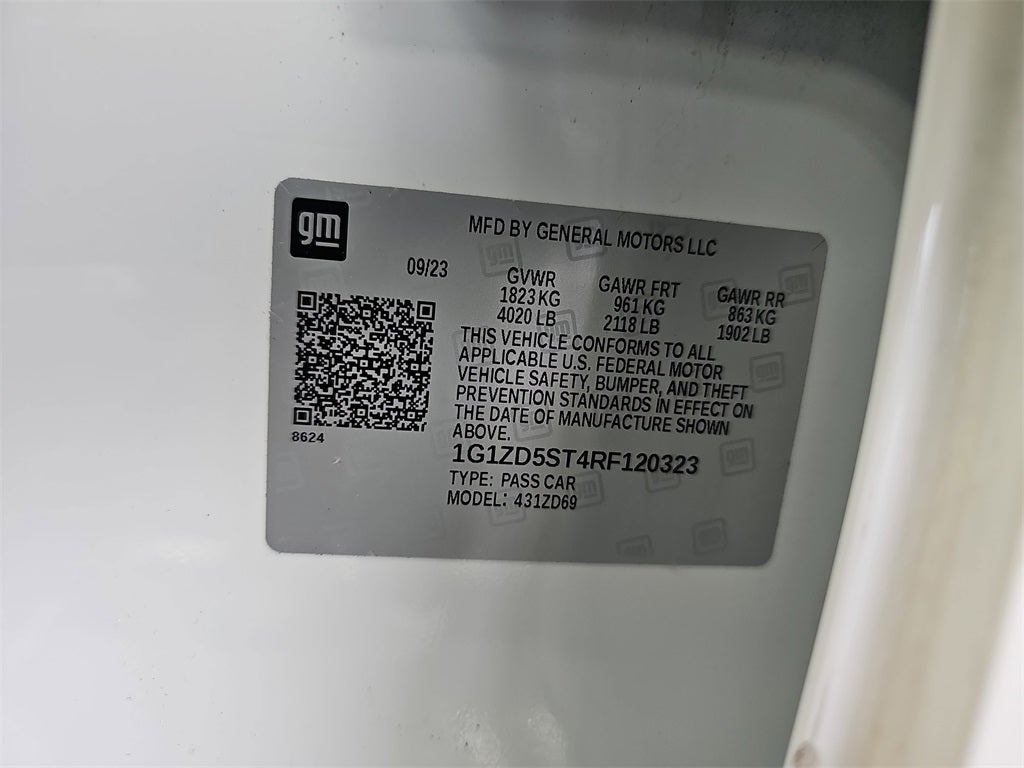 gm
MFD BY GENERAL MOTORS LLC
09/23
GVWR GAWR FRT GAWR RR
1823 KG 961 KG 863 KG
4020 LB 2118 LB 1902 LB
THIS VEHICLE CONFORMS TO ALL
APPLICABLE U.S. FEDERAL MOTOR
VEHICLE SAFETY, BUMPER, AND THEFT
PREVENTION STANDARDS IN EFFECT ON
THE DATE OF MANUFACTURE SHOWN
ABOVE.
8624
1G1ZD5ST4RF120323
TYPE: PASS CAR
MODEL: 431ZD69